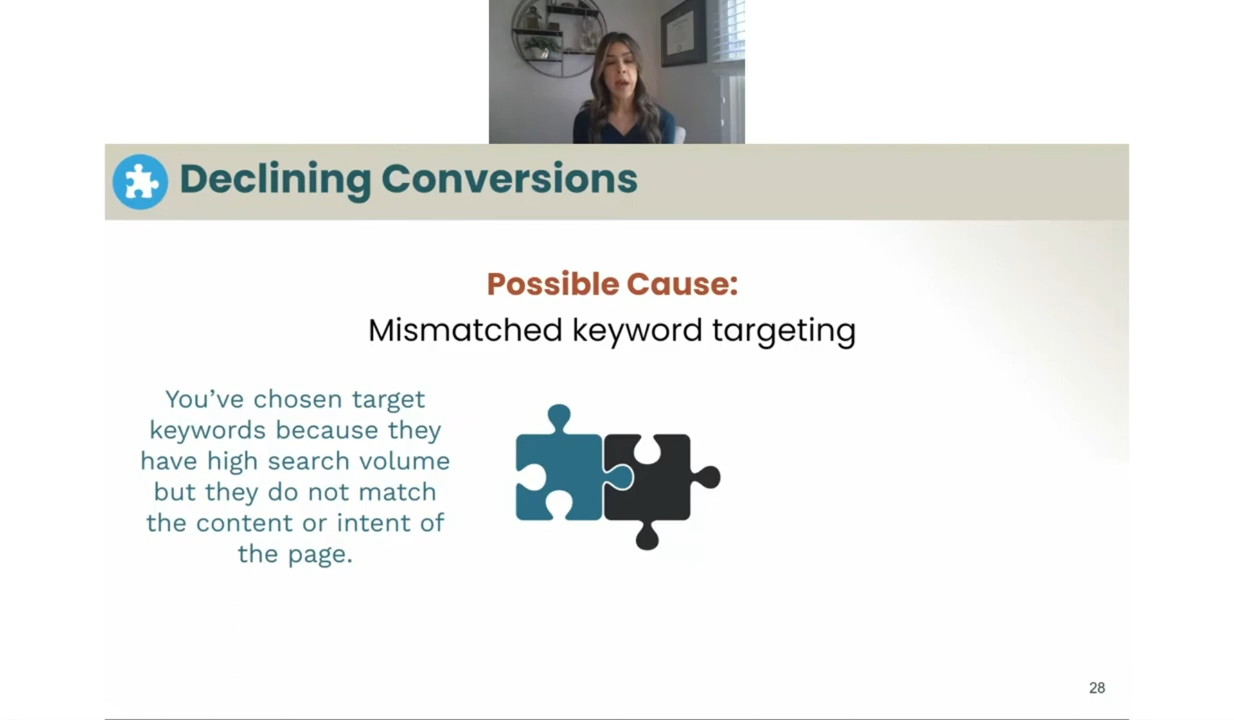 Declining Conversions
Possible Cause:
Mismatched keyword targeting
You’ve chosen target
keywords because they
have high search volume
but they do not match
the content or intent of
the page.
28